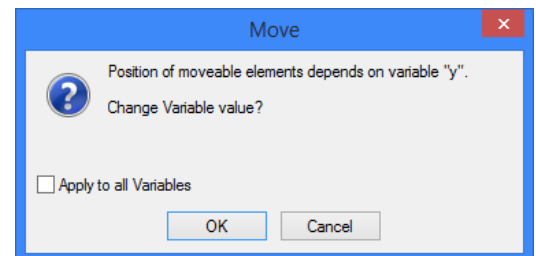 Move
Position of moveable elements depends on variable "y".
Change Variable value?
Apply to all Variables
OK Cancel